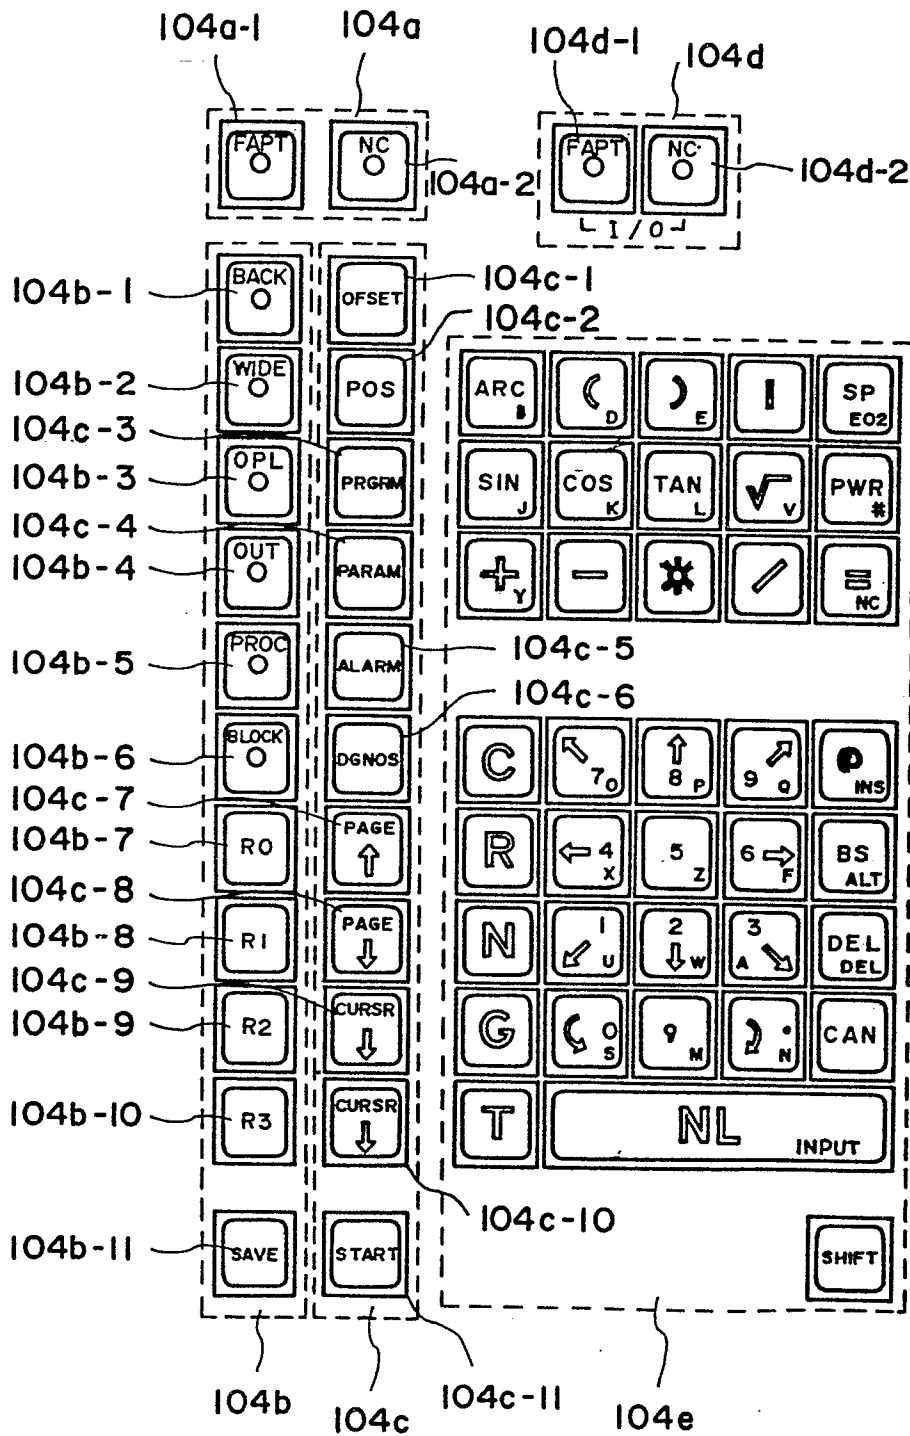 104a-1 104a 104d-1 104d
FAPT NC 104a-2 FAPT NC 104d-2
I/O
104b-1 BACK OFSET 104c-1
104c-2
104b-2 WIDE POS ARC B ( D ) E | SP EO2
104c-3
104b-3 OPL PRGRM SIN J COS K TAN L √ V PWR #
104c-4
104b-4 OUT PARAM + Y — ✱ / = NC
104b-5 PROC ALARM 104c-5
104c-6
104b-6 BLOCK DGNOS C ↖ 7 O ↑ 8 P 9 ↗ Q P INS
104c-7
104b-7 R0 PAGE ↑ R ← 4 X 5 Z 6 → F BS ALT
104c-8
104b-8 R1 PAGE ↓ N 1 ↙ U 2 ↓ W 3 A ↘ DEL DEL
104c-9
104b-9 R2 CURSR ↓ G 0 S , M . N CAN
104b-10 R3 CURSR ↓ T NL INPUT
104c-10
104b-11 SAVE START SHIFT
104b 104c 104c-11 104e